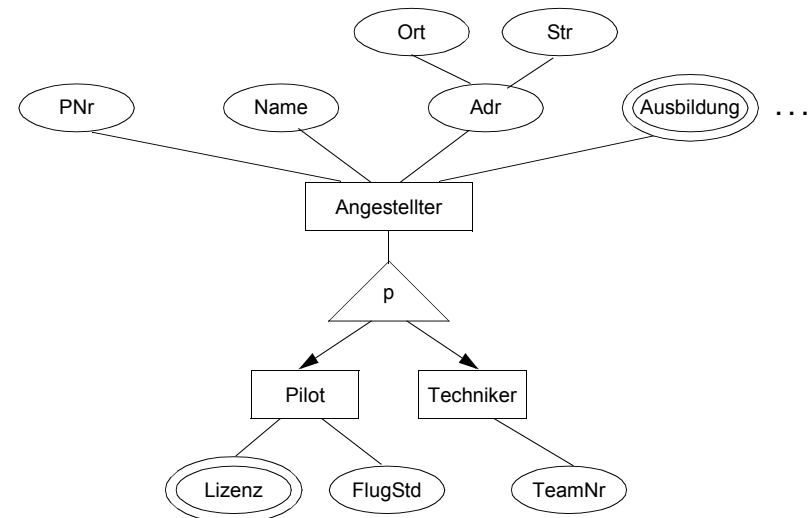 Ort Str
PNr Name Adr Ausbildung ...
Angestellter
p
Pilot Techniker
Lizenz FlugStd TeamNr